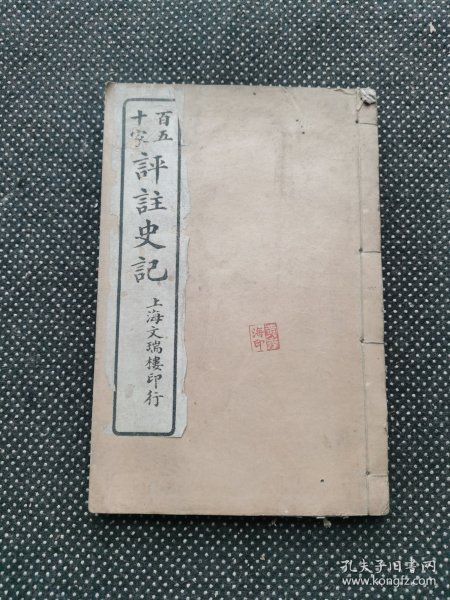 百五
十家
評註史記
上海文瑞樓印行
孔夫子旧书网
www.kongfz.com